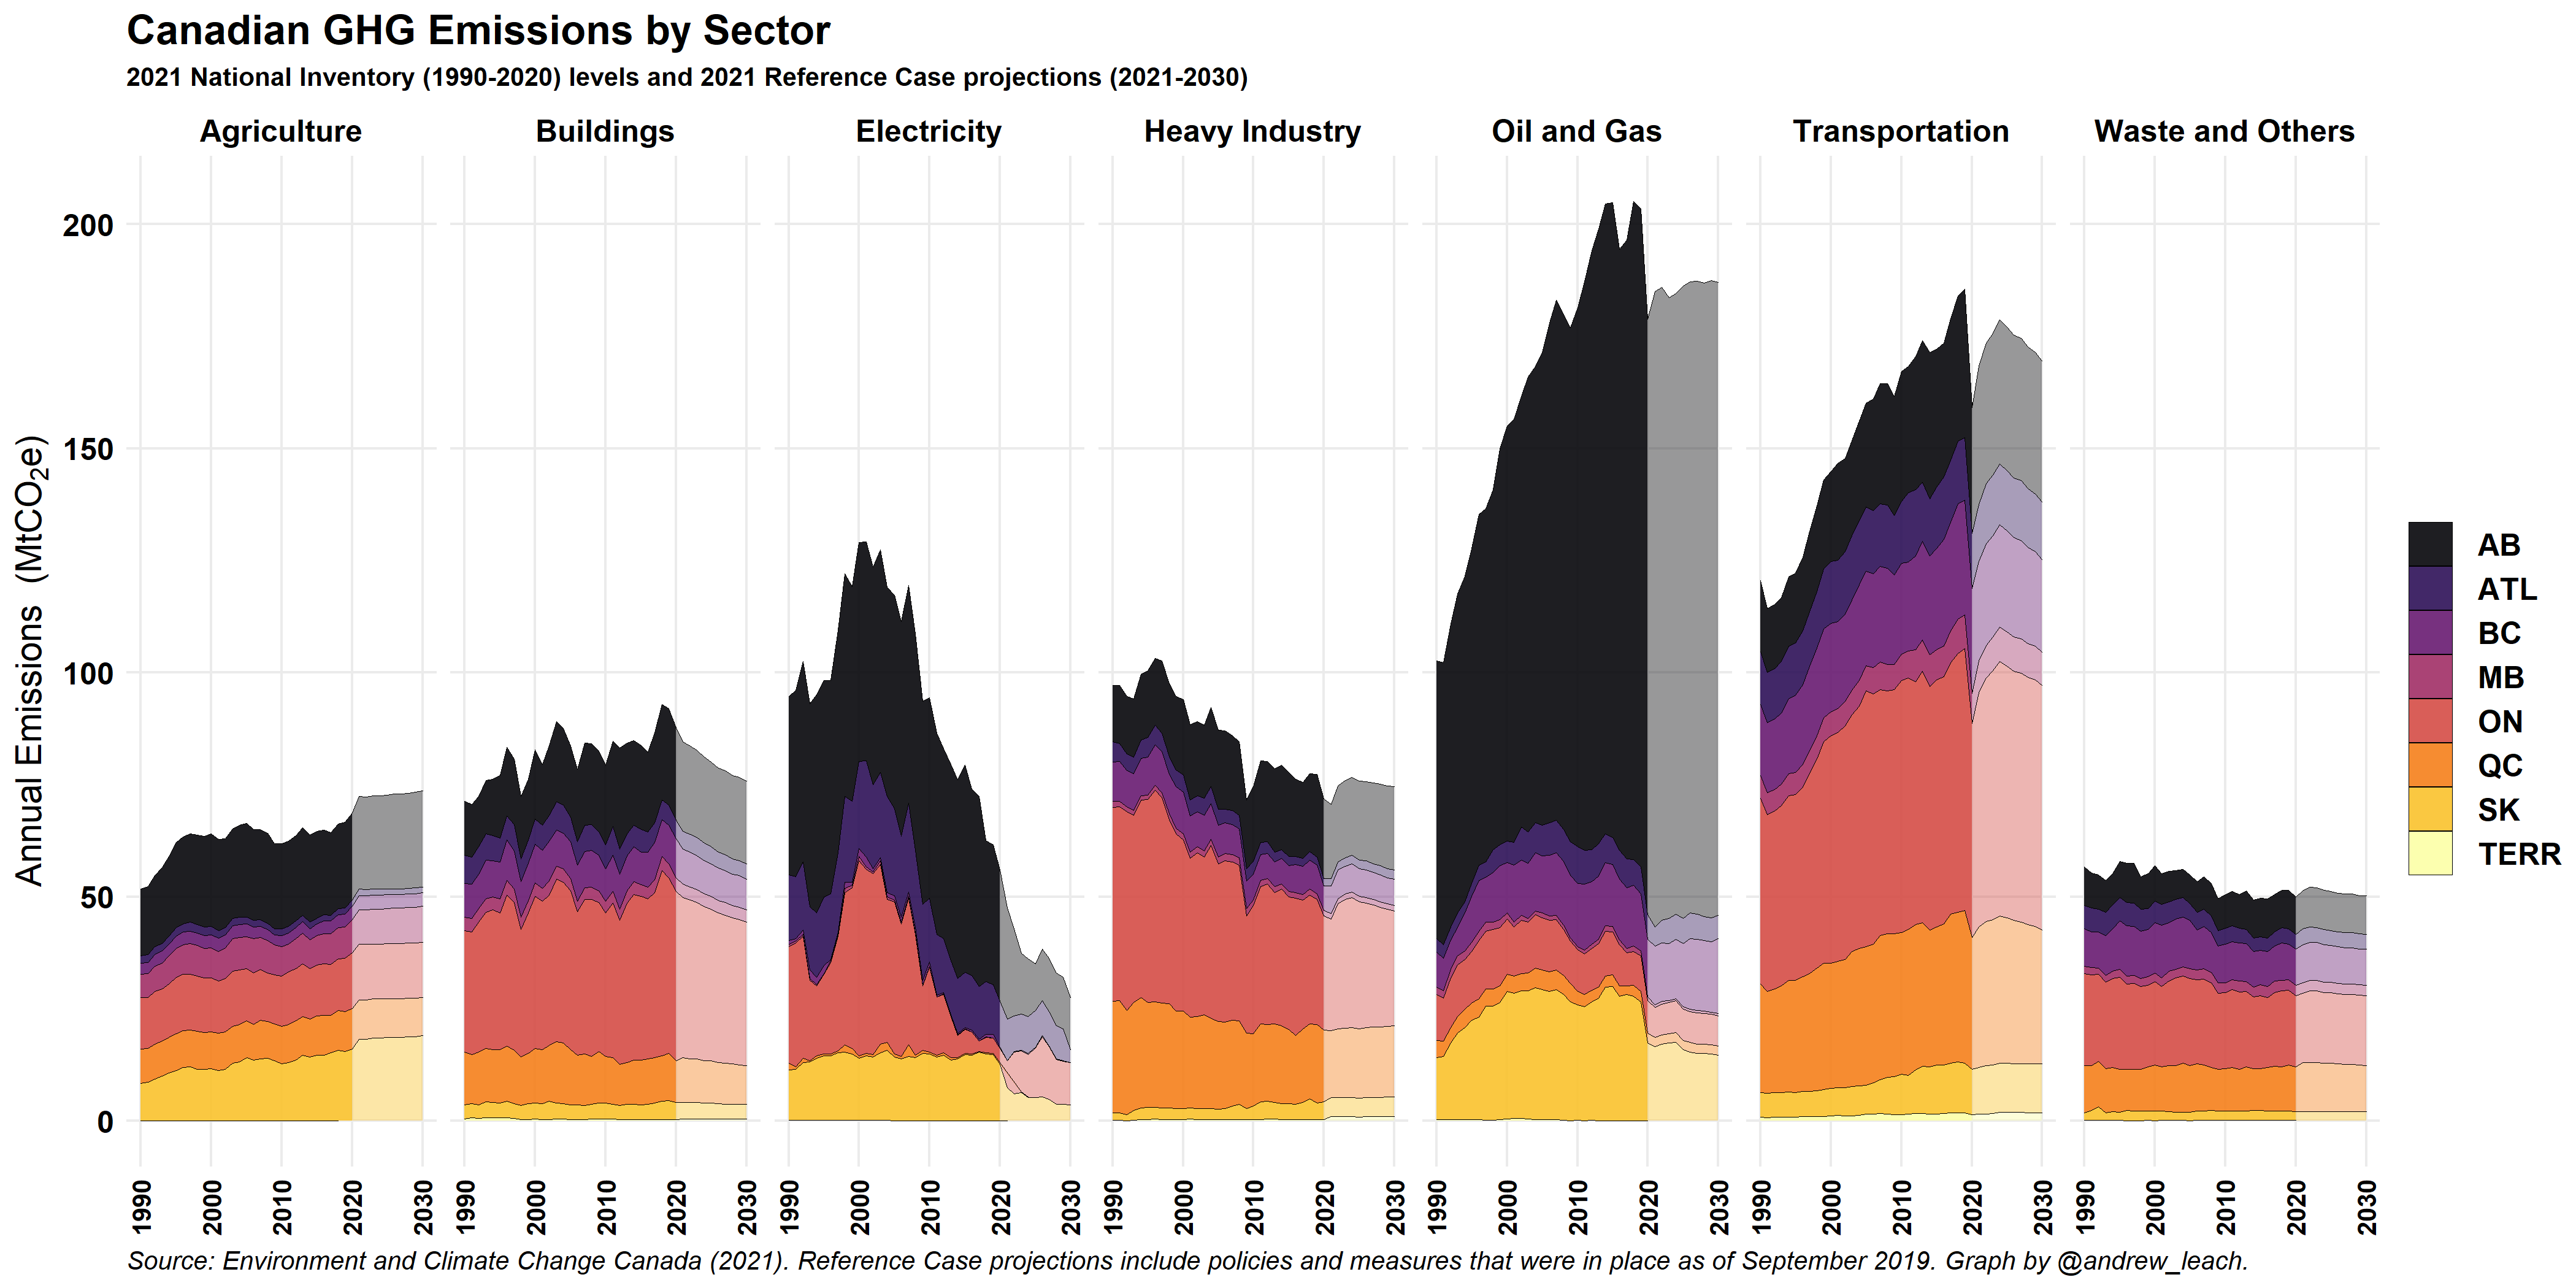 Canadian GHG Emissions by Sector
2021 National Inventory (1990-2020) levels and 2021 Reference Case projections (2021-2030)
Agriculture
Buildings
Electricity
Heavy Industry
Oil and Gas
Transportation
Waste and Others
Annual Emissions (MtCO₂e)
200
150
100
50
0
1990 2000 2010 2020 2030
1990 2000 2010 2020 2030
1990 2000 2010 2020 2030
1990 2000 2010 2020 2030
1990 2000 2010 2020 2030
1990 2000 2010 2020 2030
1990 2000 2010 2020 2030
AB
ATL
BC
MB
ON
QC
SK
TERR
Source: Environment and Climate Change Canada (2021). Reference Case projections include policies and measures that were in place as of September 2019. Graph by @andrew_leach.